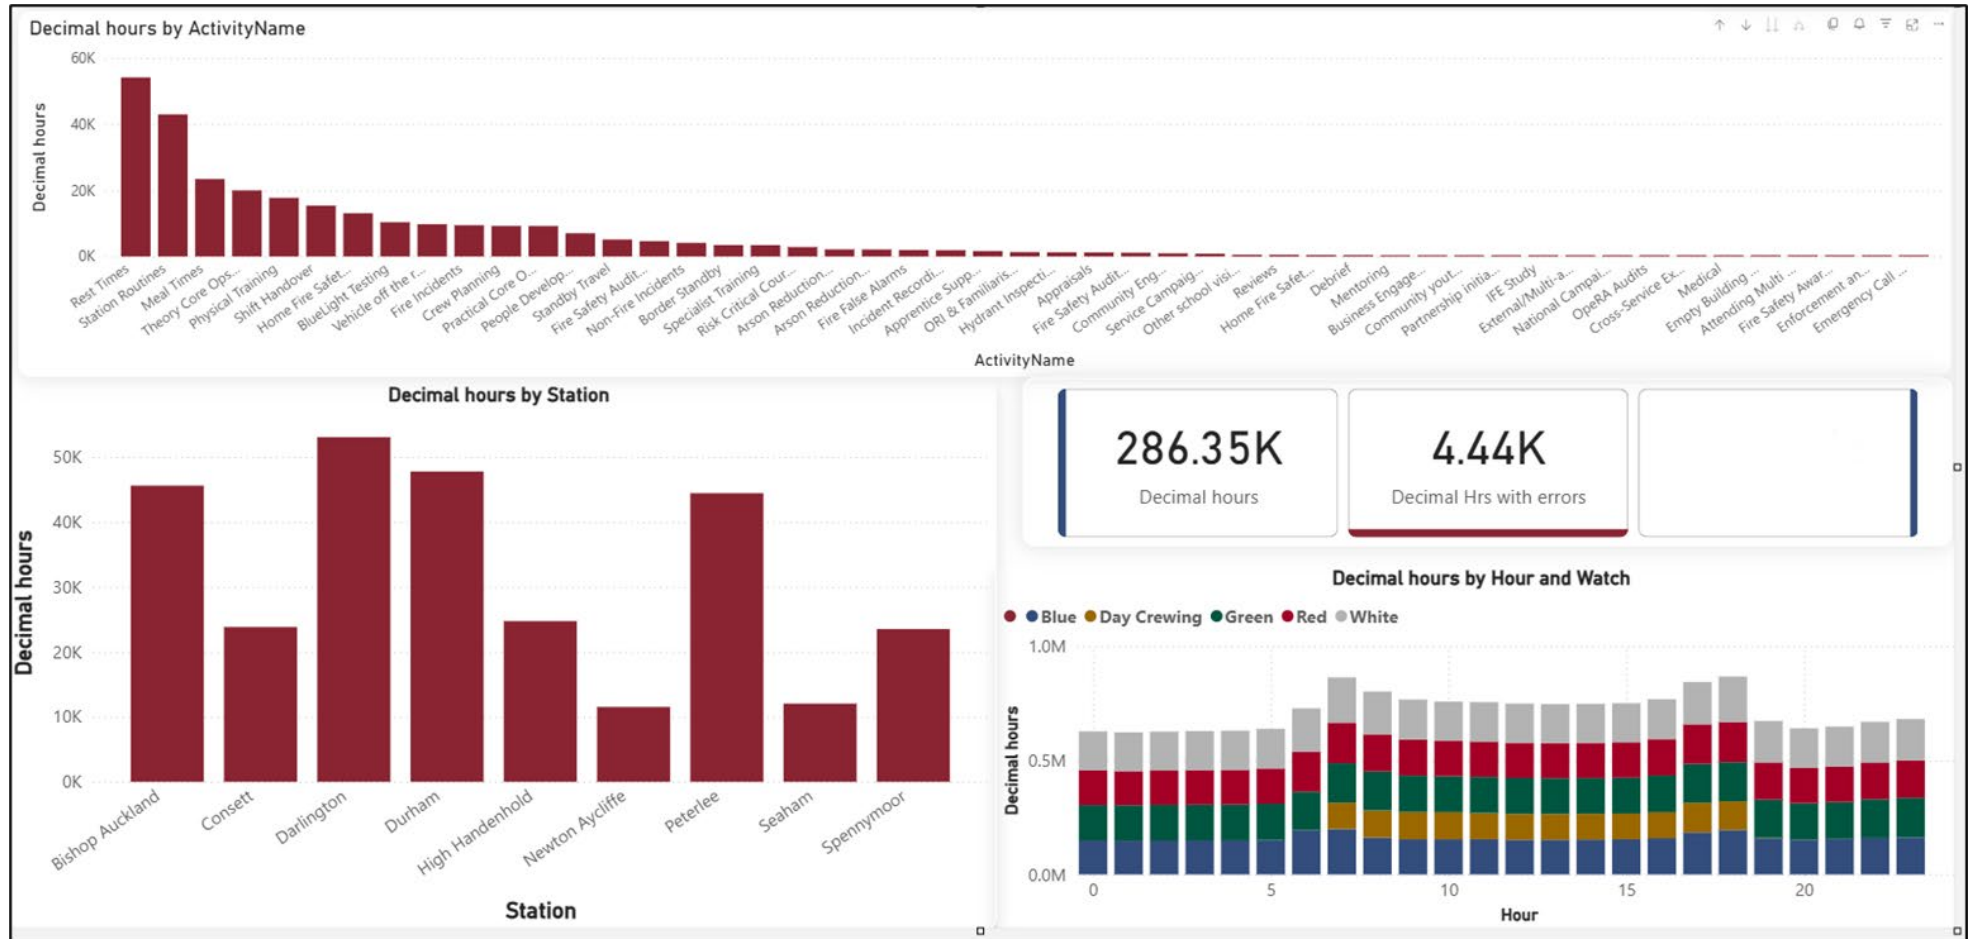 Decimal hours by ActivityName
60K
40K
20K
0K
Decimal hours
Rest Times
Station Routines
Meal Times
Theory Core Ops...
Physical Training
Shift Handover
Home Fire Safet...
BlueLight Testing
Vehicle off the r...
Fire Incidents
Crew Planning
Practical Core O...
People Develop...
Standby Travel
Fire Safety Audit...
Non-Fire Incidents
Border Standby
Specialist Training
Risk Critical Cour...
Arson Reduction...
Arson Reduction...
Fire False Alarms
Incident Recordi...
Apprentice Supp...
ORI & Familiaris...
Hydrant Inspecti...
Appraisals
Fire Safety Audit...
Community Eng...
Service Campaig...
Other school visi...
Reviews
Home Fire Safet...
Debrief
Mentoring
Business Engage...
Community yout...
Partnership initia...
IFE Study
External/Multi-a...
National Campai...
OpeRA Audits
Cross-Service Ex...
Medical
Empty Building ...
Attending Multi ...
Fire Safety Awar...
Enforcement an...
Emergency Call ...
ActivityName
Decimal hours by Station
50K
40K
30K
20K
10K
0K
Decimal hours
Bishop Auckland
Consett
Darlington
Durham
High Handenhold
Newton Aycliffe
Peterlee
Seaham
Spennymoor
Station
286.35K
Decimal hours
4.44K
Decimal Hrs with errors
Decimal hours by Hour and Watch
Blue Day Crewing Green Red White
1.0M
0.5M
0.0M
Decimal hours
0 5 10 15 20
Hour